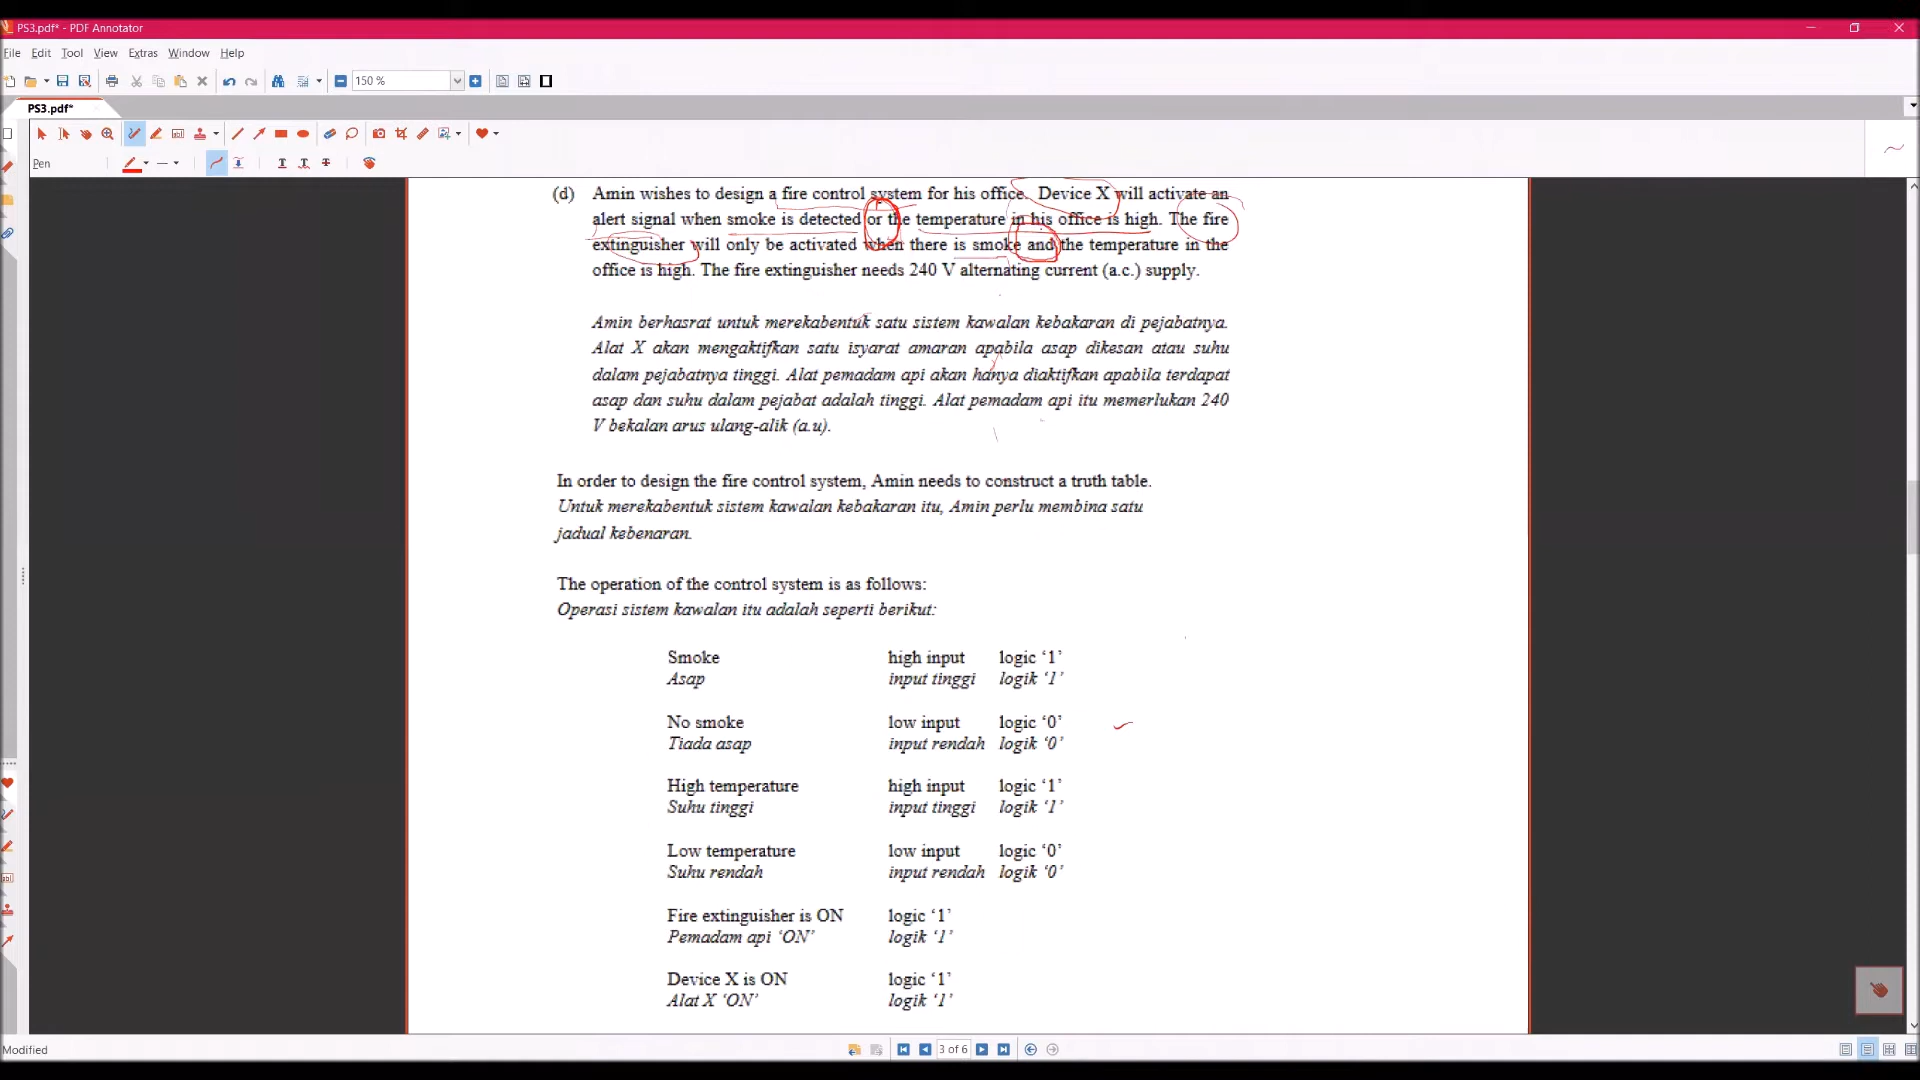 PS3.pdf* - PDF Annotator
File Edit Tool View Extras Window Help
150 %
PS3.pdf*
Pen
(d) Amin wishes to design a fire control system for his office. Device X will activate an
alert signal when smoke is detected or the temperature in his office is high. The fire
extinguisher will only be activated when there is smoke and the temperature in the
office is high. The fire extinguisher needs 240 V alternating current (a.c.) supply.
Amin berhasrat untuk merekabentuk satu sistem kawalan kebakaran di pejabatnya.
Alat X akan mengaktifkan satu isyarat amaran apabila asap dikesan atau suhu
dalam pejabatnya tinggi. Alat pemadam api akan hanya diaktifkan apabila terdapat
asap dan suhu dalam pejabat adalah tinggi. Alat pemadam api itu memerlukan 240
V bekalan arus ulang-alik (a.u).
In order to design the fire control system, Amin needs to construct a truth table.
Untuk merekabentuk sistem kawalan kebakaran itu, Amin perlu membina satu
jadual kebenaran.
The operation of the control system is as follows:
Operasi sistem kawalan itu adalah seperti berikut:
Smoke high input logic ‘1’
Asap input tinggi logik ‘1’
No smoke low input logic ‘0’
Tiada asap input rendah logik ‘0’
High temperature high input logic ‘1’
Suhu tinggi input tinggi logik ‘1’
Low temperature low input logic ‘0’
Suhu rendah input rendah logik ‘0’
Fire extinguisher is ON logic ‘1’
Pemadam api ‘ON’ logik ‘1’
Device X is ON logic ‘1’
Alat X ‘ON’ logik ‘1’
Modified
3 of 6